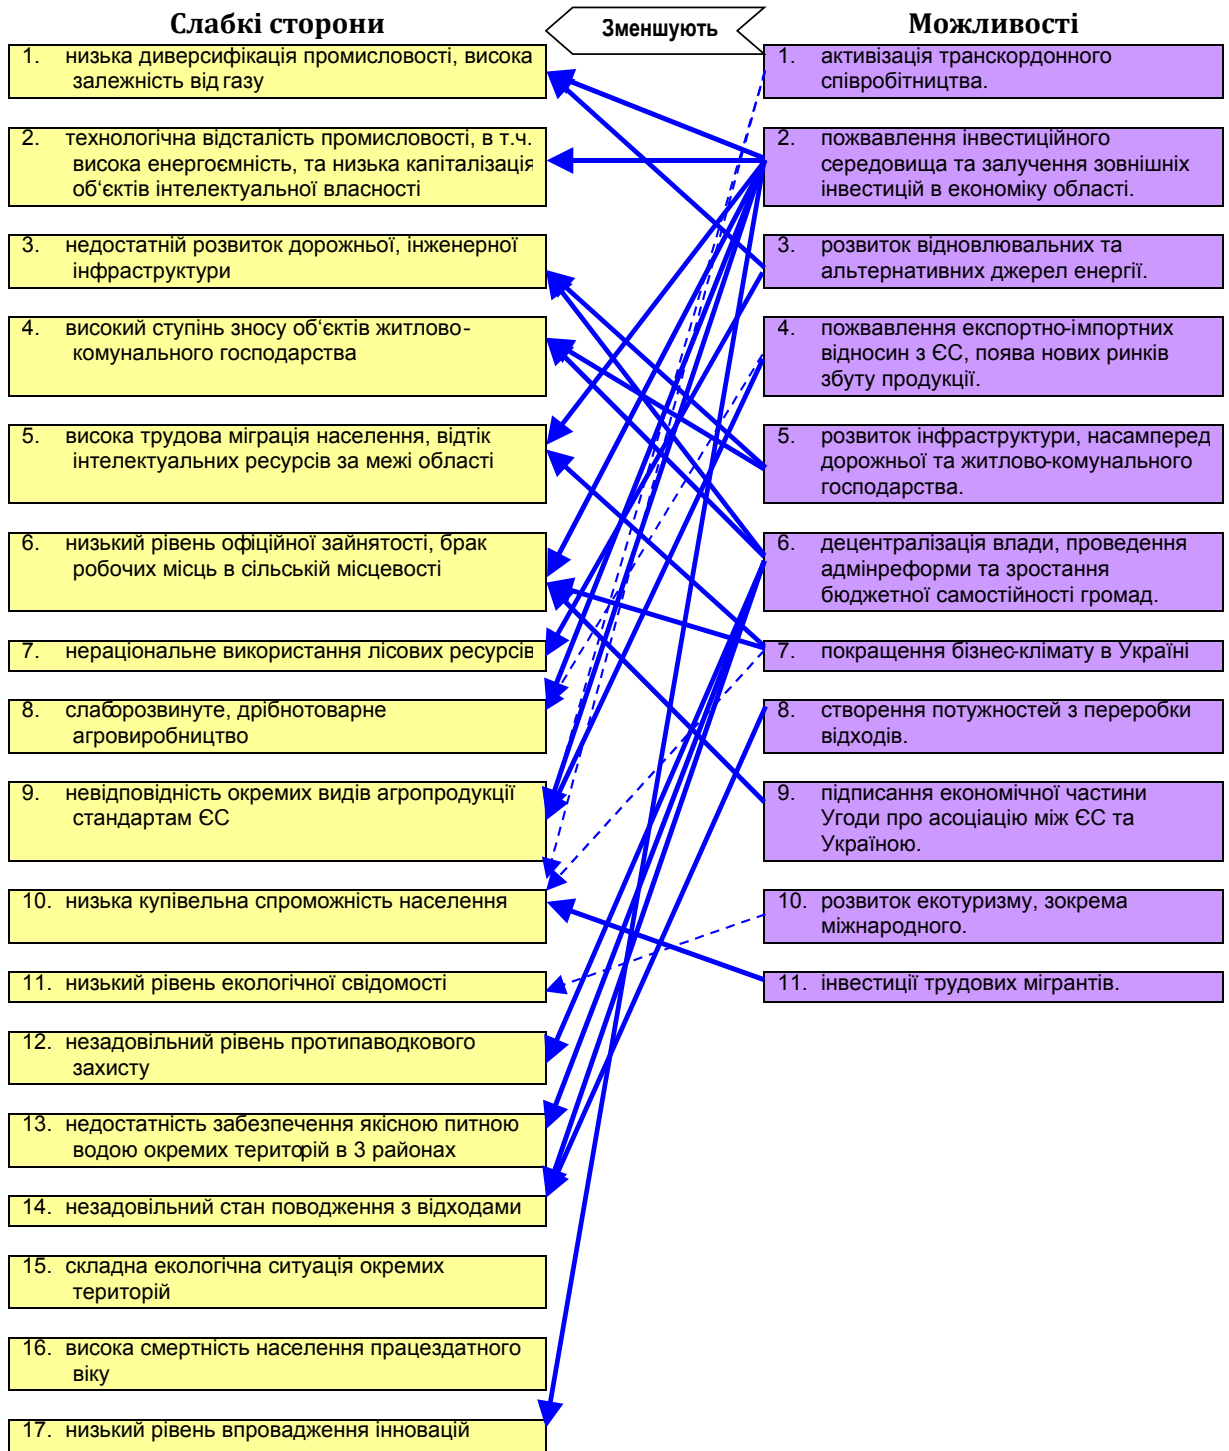 Слабкі сторони
Зменшують
Можливості
1. низька диверсифікація промисловості, висока
залежність від газу
2. технологічна відсталість промисловості, в т.ч.
висока енергоємність, та низька капіталізація
об‘єктів інтелектуальної власності
3. недостатній розвиток дорожньої, інженерної
інфраструктури
4. високий ступінь зносу об‘єктів житлово-
комунального господарства
5. висока трудова міграція населення, відтік
інтелектуальних ресурсів за межі області
6. низький рівень офіційної зайнятості, брак
робочих місць в сільській місцевості
7. нераціональне використання лісових ресурсів
8. слаборозвинуте, дрібнотоварне
агровиробництво
9. невідповідність окремих видів агропродукції
стандартам ЄС
10. низька купівельна спроможність населення
11. низький рівень екологічної свідомості
12. незадовільний рівень протипаводкового
захисту
13. недостатність забезпечення якісною питною
водою окремих територій в 3 районах
14. незадовільний стан поводження з відходами
15. складна екологічна ситуація окремих
територій
16. висока смертність населення працездатного
віку
17. низький рівень впровадження інновацій
1. активізація транскордонного
співробітництва.
2. пожвавлення інвестиційного
середовища та залучення зовнішніх
інвестицій в економіку області.
3. розвиток відновлювальних та
альтернативних джерел енергії.
4. пожвавлення експортно-імпортних
відносин з ЄС, поява нових ринків
збуту продукції.
5. розвиток інфраструктури, насамперед
дорожньої та житлово-комунального
господарства.
6. децентралізація влади, проведення
адмінреформи та зростання
бюджетної самостійності громад.
7. покращення бізнес-клімату в Україні
8. створення потужностей з переробки
відходів.
9. підписання економічної частини
Угоди про асоціацію між ЄС та
Україною.
10. розвиток екотуризму, зокрема
міжнародного.
11. інвестиції трудових мігрантів.